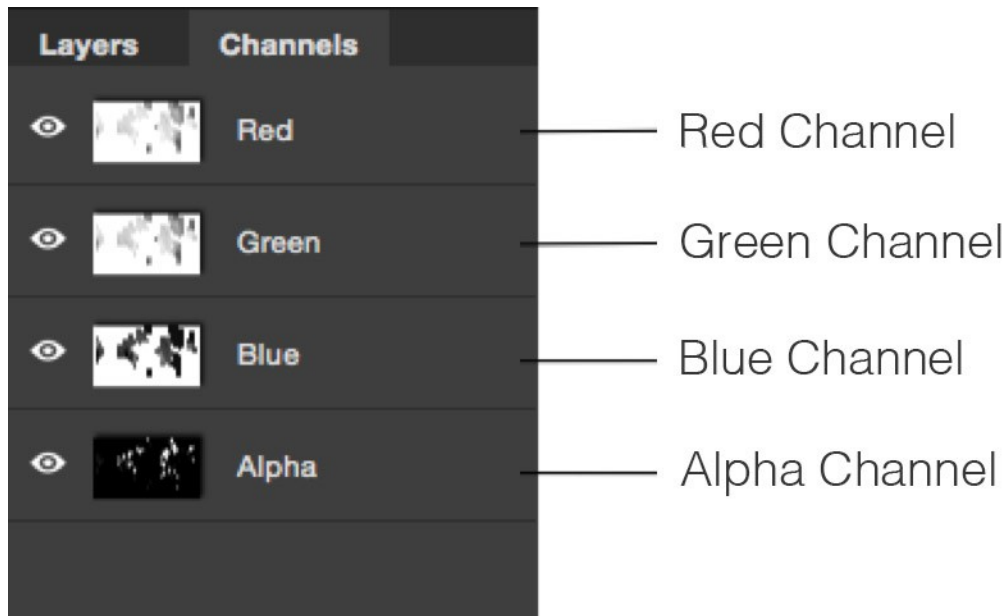 Layers Channels
Red Red Channel
Green Green Channel
Blue Blue Channel
Alpha Alpha Channel